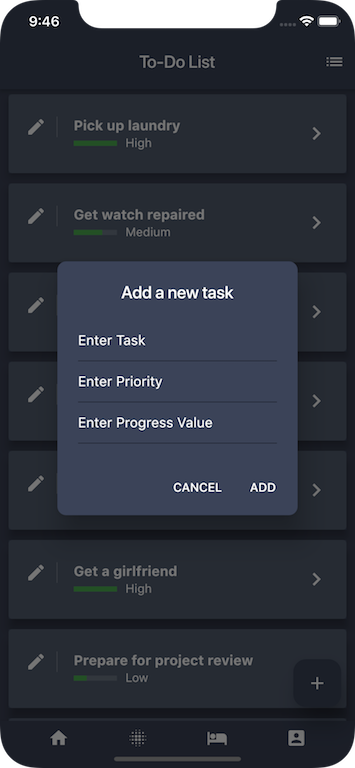 9:46
To-Do List
Pick up laundry
High
Get watch repaired
Medium
Add a new task
Enter Task
Enter Priority
Enter Progress Value
CANCEL ADD
Get a girlfriend
High
Prepare for project review
Low